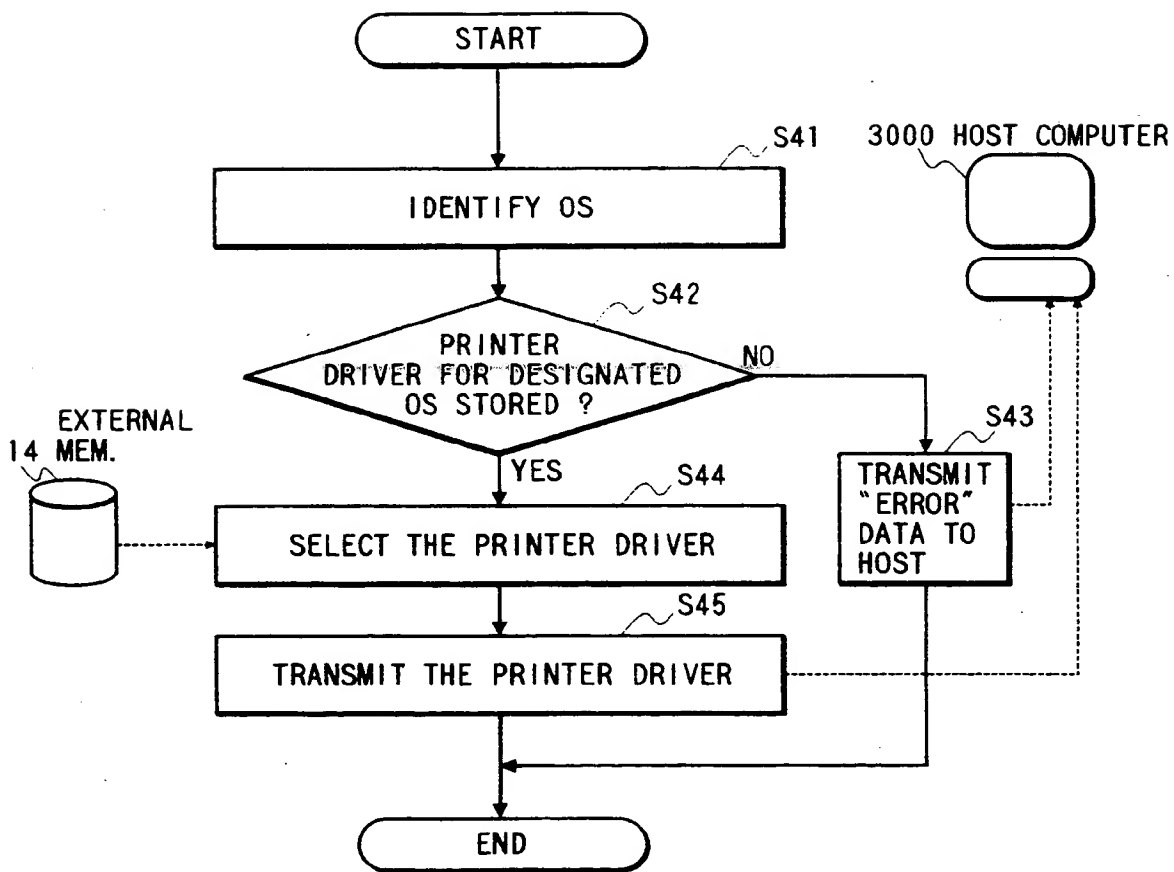 START
S41
3000 HOST COMPUTER
IDENTIFY OS
S42
PRINTER
DRIVER FOR DESIGNATED
OS STORED ?
NO
EXTERNAL
14 MEM.
YES
S43
S44
TRANSMIT
"ERROR"
DATA TO
HOST
SELECT THE PRINTER DRIVER
S45
TRANSMIT THE PRINTER DRIVER
END